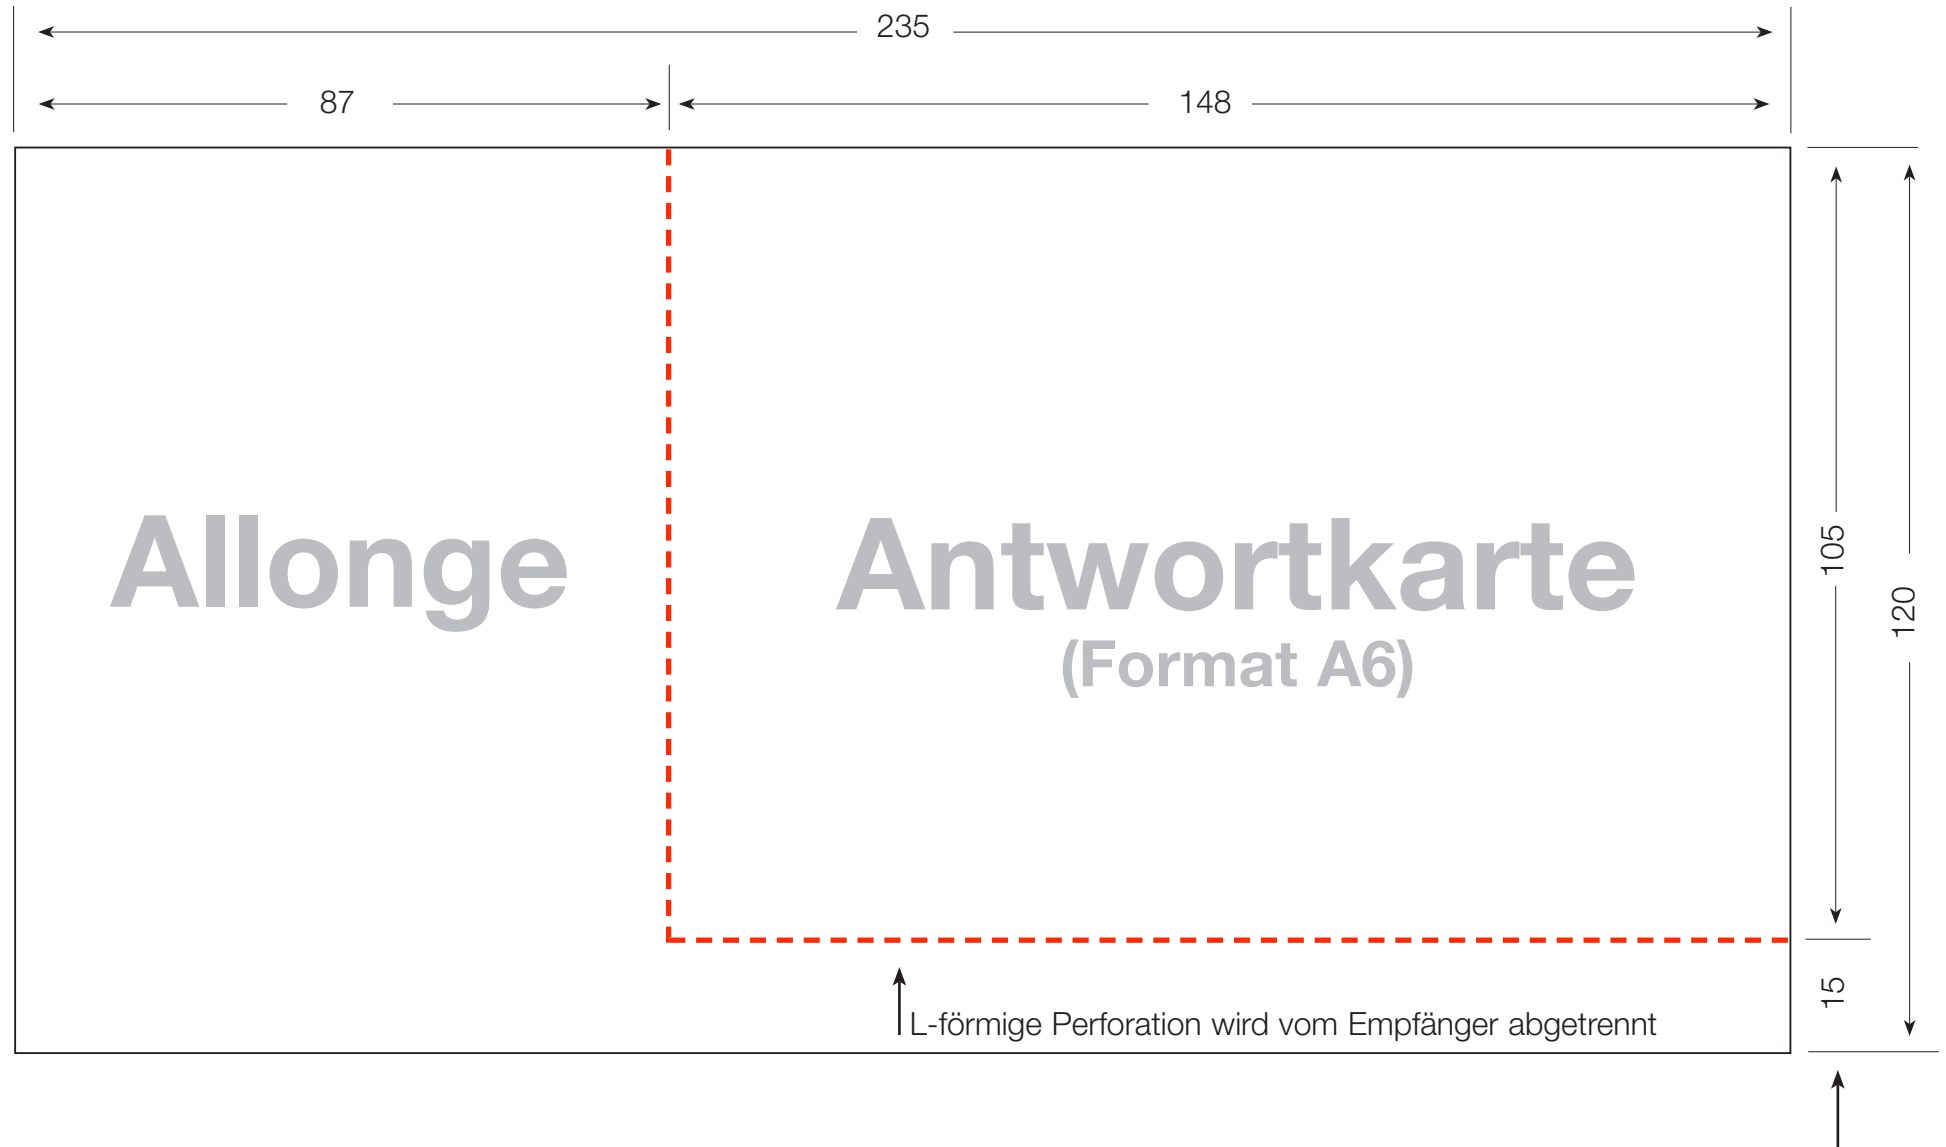 235
87
148
Allonge
Antwortkarte
(Format A6)
105
120
15
L-förmige Perforation wird vom Empfänger abgetrennt